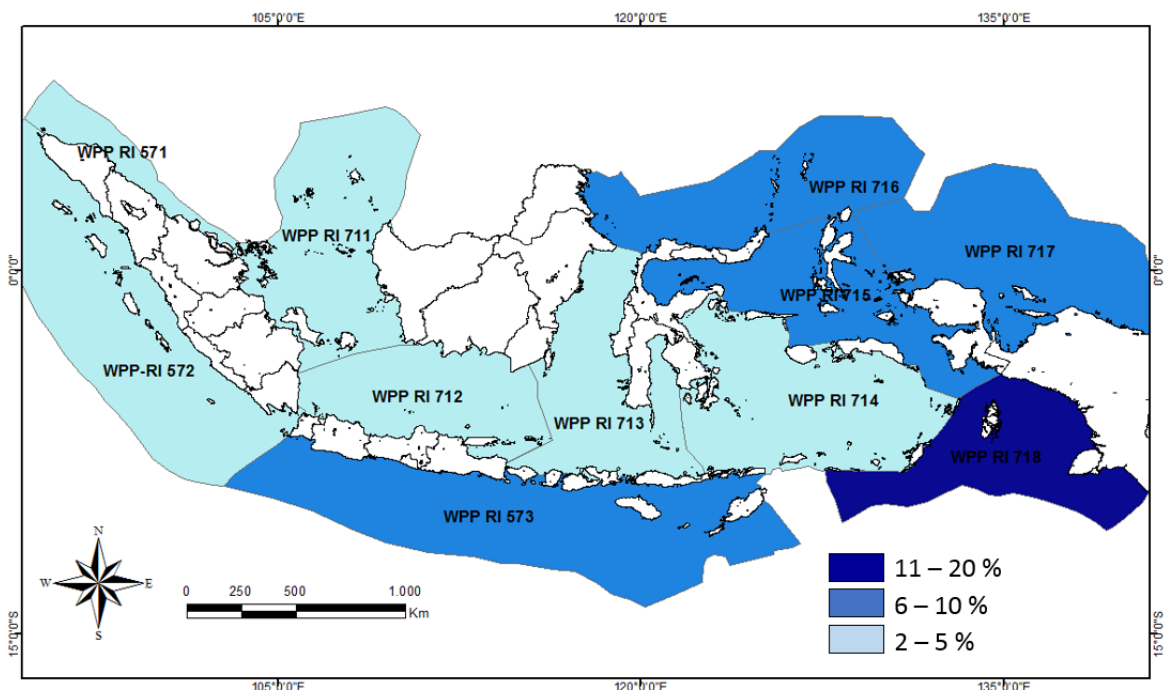 105°0'0"E 120°0'0"E 135°0'0"E
WPP RI 571
WPP RI 716
WPP RI 711
WPP RI 717
0°0'0" 0°0'0"
WPP RI 715
WPP-RI 572
WPP RI 712
WPP RI 714
WPP RI 713
WPP RI 718
WPP RI 573
N
W E
S
0 250 500 1.000
Km
11 – 20 %
6 – 10 %
2 – 5 %
15°0'0"S 15°0'0"S
105°0'0"E 120°0'0"E 135°0'0"E